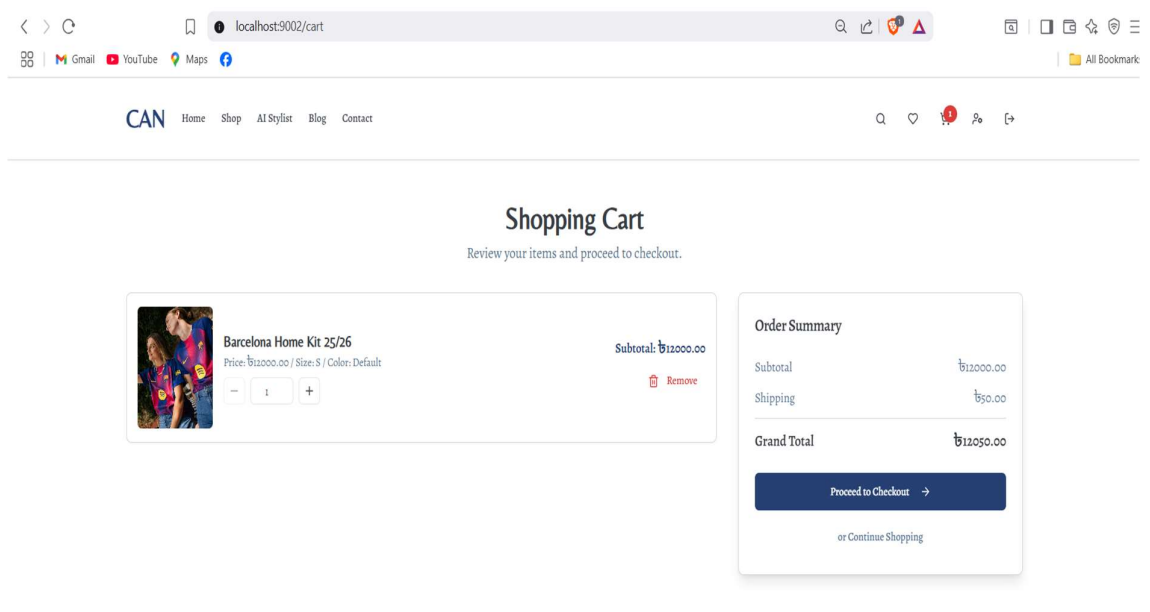 localhost:9002/cart
Gmail YouTube Maps
All Bookmark
CAN Home Shop AI Stylist Blog Contact
1
Shopping Cart
Review your items and proceed to checkout.
Barcelona Home Kit 25/26
Price: ৳12000.00 / Size: S / Color: Default
− 1 +
Subtotal: ৳12000.00
Remove
Order Summary
Subtotal ৳12000.00
Shipping ৳50.00
Grand Total ৳12050.00
Proceed to Checkout →
or Continue Shopping